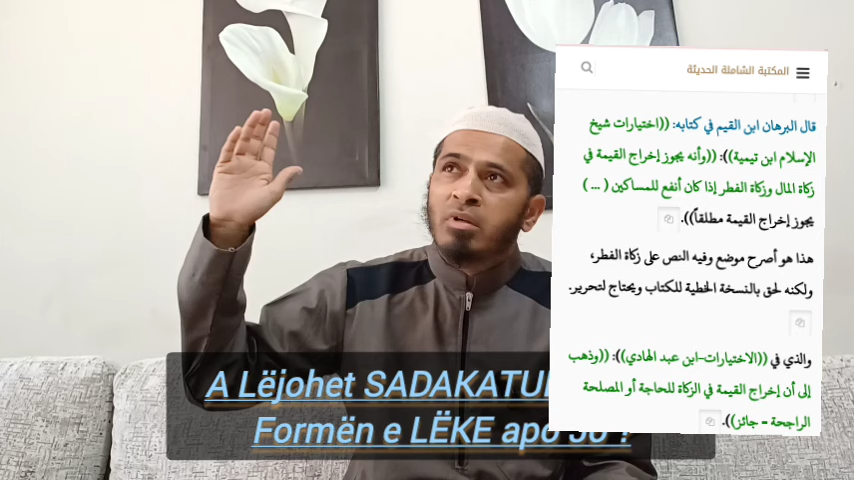 المكتبة الشاملة الحديثة
قال البرهان ابن القيم في كتابه: ((اختيارات شيخ
الإسلام ابن تيمية)): ((وأنه يجوز إخراج القيمة في
زكاة المال وزكاة الفطر إذا كان أنفع للمساكين ( ... )
يجوز إخراج القيمة مطلقاً)).
هذا هو أصرح موضع وفيه النص على زكاة الفطر،
ولكنه لحق بالنسخة الخطية للكتاب ويحتاج لتحرير.
والذي في ((الاختيارات-ابن عبد الهادي)): ((وذهب
إلى أن إخراج القيمة في الزكاة للحاجة أو المصلحة
الراجحة - جائز)).
A Lëjohet
Formën e LËKE apo Jo ?